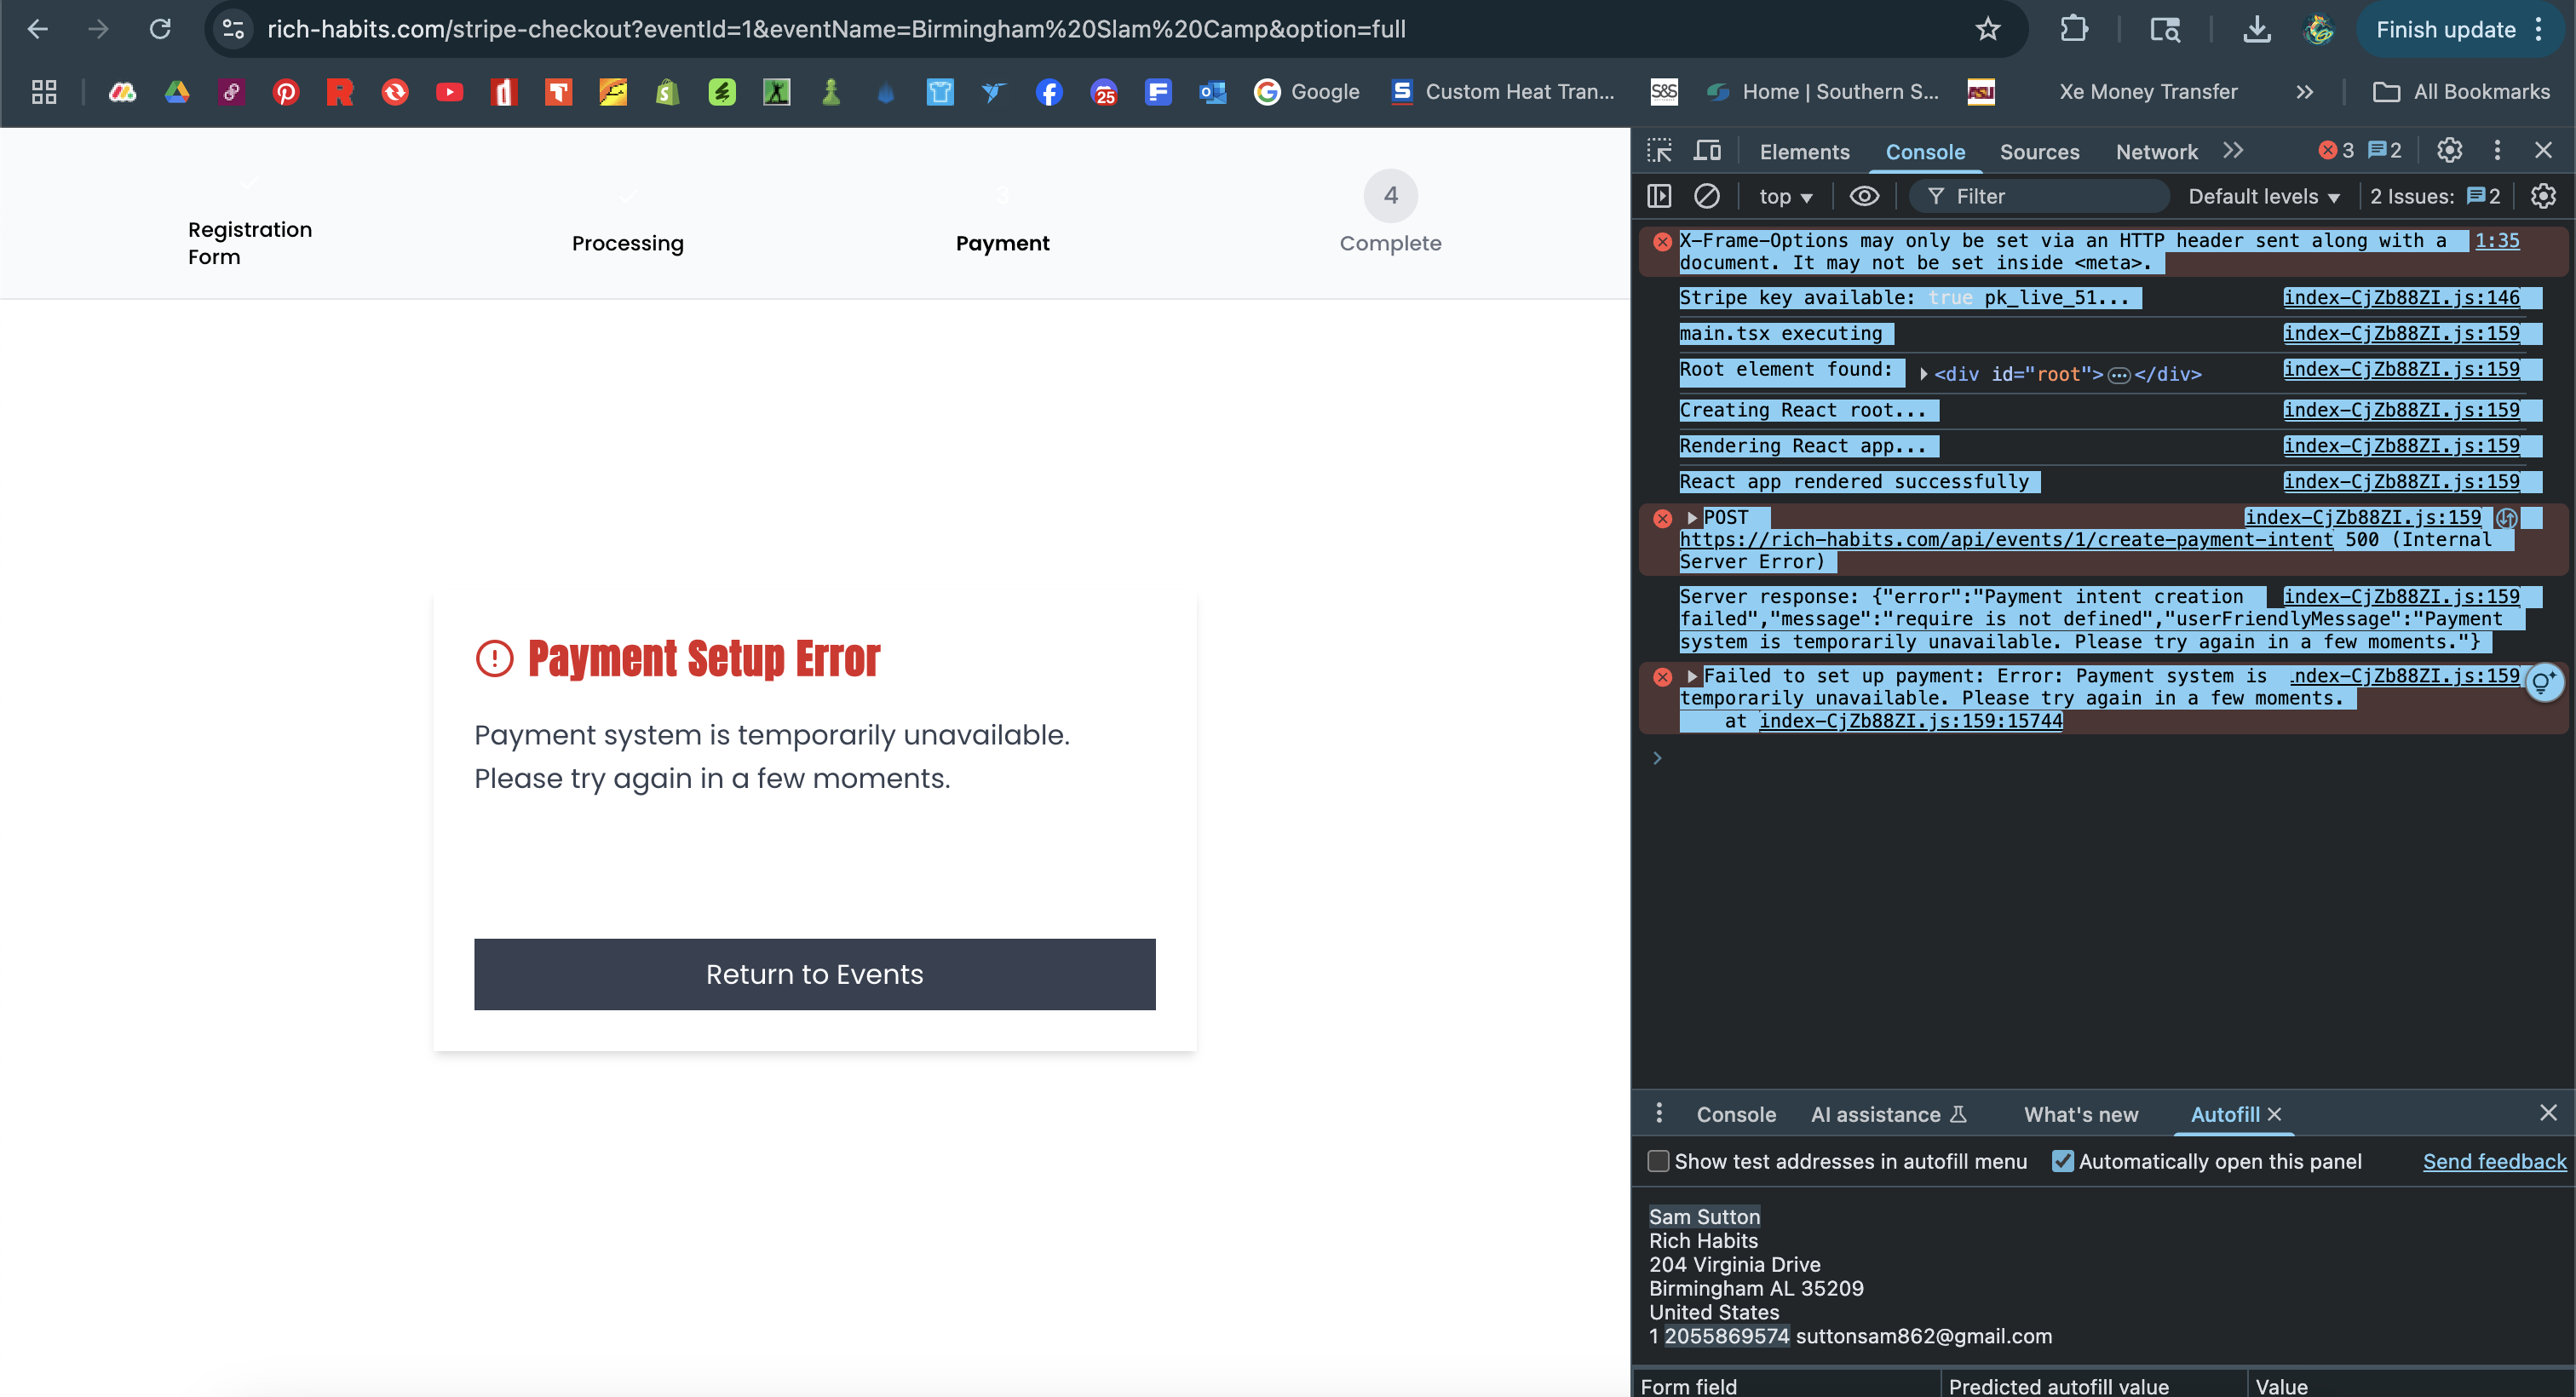 rich-habits.com/stripe-checkout?eventId=1&eventName=Birmingham%20Slam%20Camp&option=full
Finish update
25
Google
Custom Heat Tran...
S&S
Home | Southern S...
Xe Money Transfer
All Bookmarks
Registration
Form
Processing
3
Payment
4
Complete
Payment Setup Error
Payment system is temporarily unavailable.
Please try again in a few moments.
Return to Events
Elements
Console
Sources
Network
3
2
top
Filter
Default levels
2 Issues:
2
X-Frame-Options may only be set via an HTTP header sent along with a 1:35
document. It may not be set inside <meta>.
Stripe key available: true pk_live_51... index-CjZb88ZI.js:146
main.tsx executing index-CjZb88ZI.js:159
Root element found: <div id="root">…</div> index-CjZb88ZI.js:159
Creating React root... index-CjZb88ZI.js:159
Rendering React app... index-CjZb88ZI.js:159
React app rendered successfully index-CjZb88ZI.js:159
POST index-CjZb88ZI.js:159
https://rich-habits.com/api/events/1/create-payment-intent 500 (Internal
Server Error)
Server response: {"error":"Payment intent creation index-CjZb88ZI.js:159
failed","message":"require is not defined","userFriendlyMessage":"Payment
system is temporarily unavailable. Please try again in a few moments."}
Failed to set up payment: Error: Payment system is index-CjZb88ZI.js:159
temporarily unavailable. Please try again in a few moments.
at index-CjZb88ZI.js:159:15744
Console
AI assistance
What's new
Autofill
Show test addresses in autofill menu
Automatically open this panel
Send feedback
Sam Sutton
Rich Habits
204 Virginia Drive
Birmingham AL 35209
United States
1 2055869574 suttonsam862@gmail.com
Form field
Predicted autofill value
Value